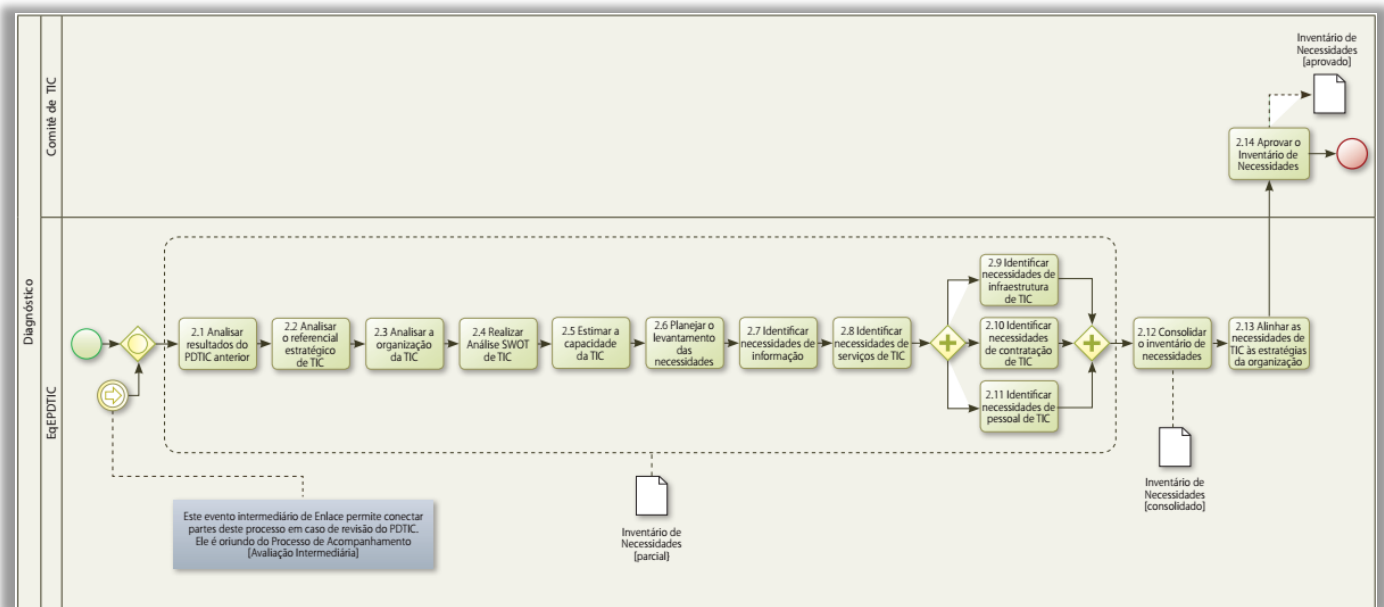 Diagnóstico
Comitê de TIC
Inventário de
Necessidades
[aprovado]
2.14 Aprovar o
Inventário de
Necessidades
EqEPDTIC
2.1 Analisar
resultados do
PDTIC anterior
2.2 Analisar
o referencial
estratégico
de TIC
2.3 Analisar a
organização
da TIC
2.4 Realizar
Análise SWOT
de TIC
2.5 Estimar a
capacidade
da TIC
2.6 Planejar o
levantamento
das
necessidades
2.7 Identificar
necessidades de
informação
2.8 Identificar
necessidades de
serviços de TIC
2.9 Identificar
necessidades de
infraestrutura
de TIC
2.10 Identificar
necessidades
de contratação
de TIC
2.11 Identificar
necessidades de
pessoal de TIC
2.12 Consolidar
o inventário de
necessidades
2.13 Alinhar as
necessidades de
TIC às estratégias
da organização
Este evento intermediário de Enlace permite conectar
partes deste processo em caso de revisão do PDTIC.
Ele é oriundo do Processo de Acompanhamento
[Avaliação Intermediária]
Inventário de
Necessidades
[parcial}
Inventário de
Necessidades
[consolidado]